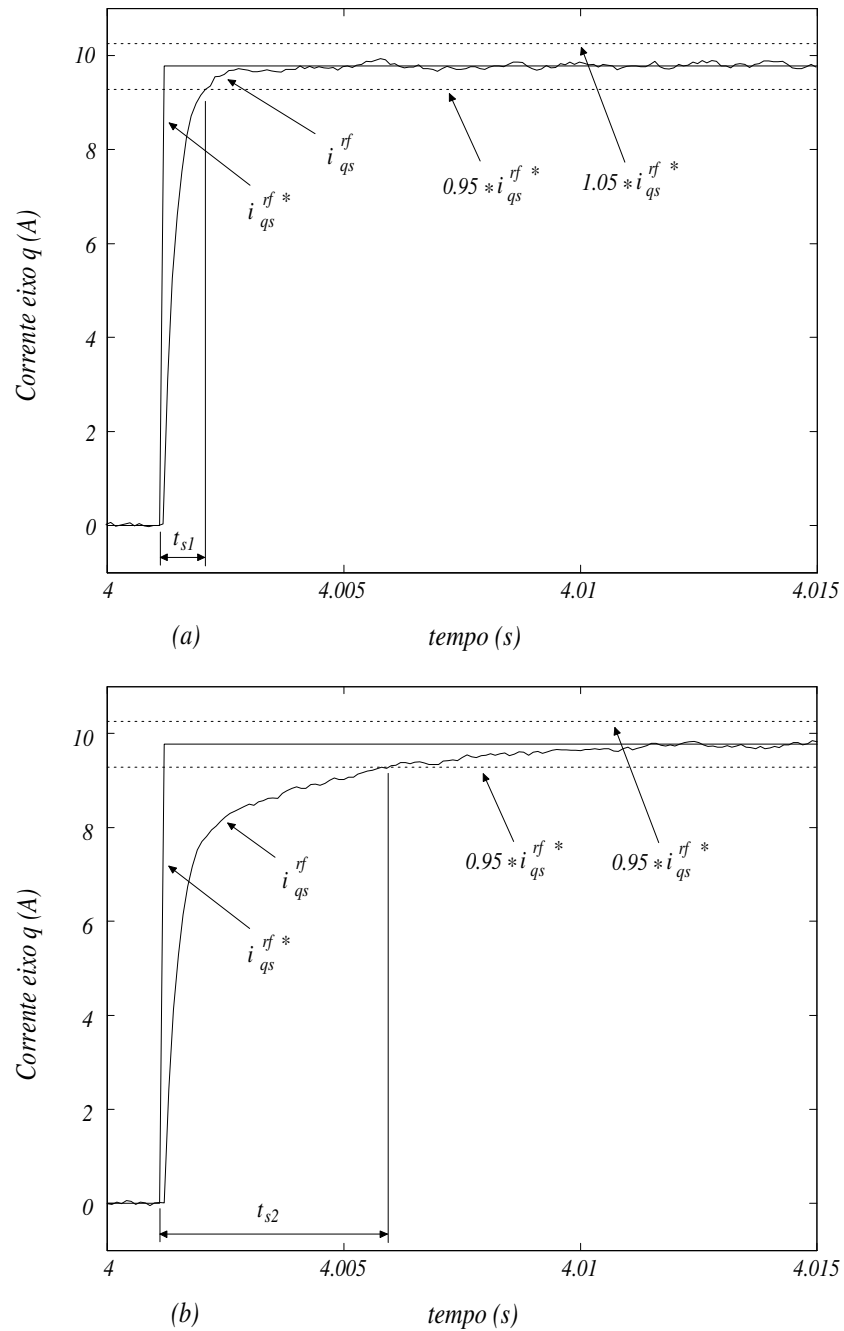 10
8
6
4
2
0
Corrente eixo q (A)
i qs rf *
i qs rf
0.95 * i qs rf *
1.05 * i qs rf *
t s1
4
4.005
4.01
4.015
(a)
tempo (s)
10
8
6
4
2
0
Corrente eixo q (A)
i qs rf
i qs rf *
0.95 * i qs rf *
0.95 * i qs rf *
t s2
4
4.005
4.01
4.015
(b)
tempo (s)